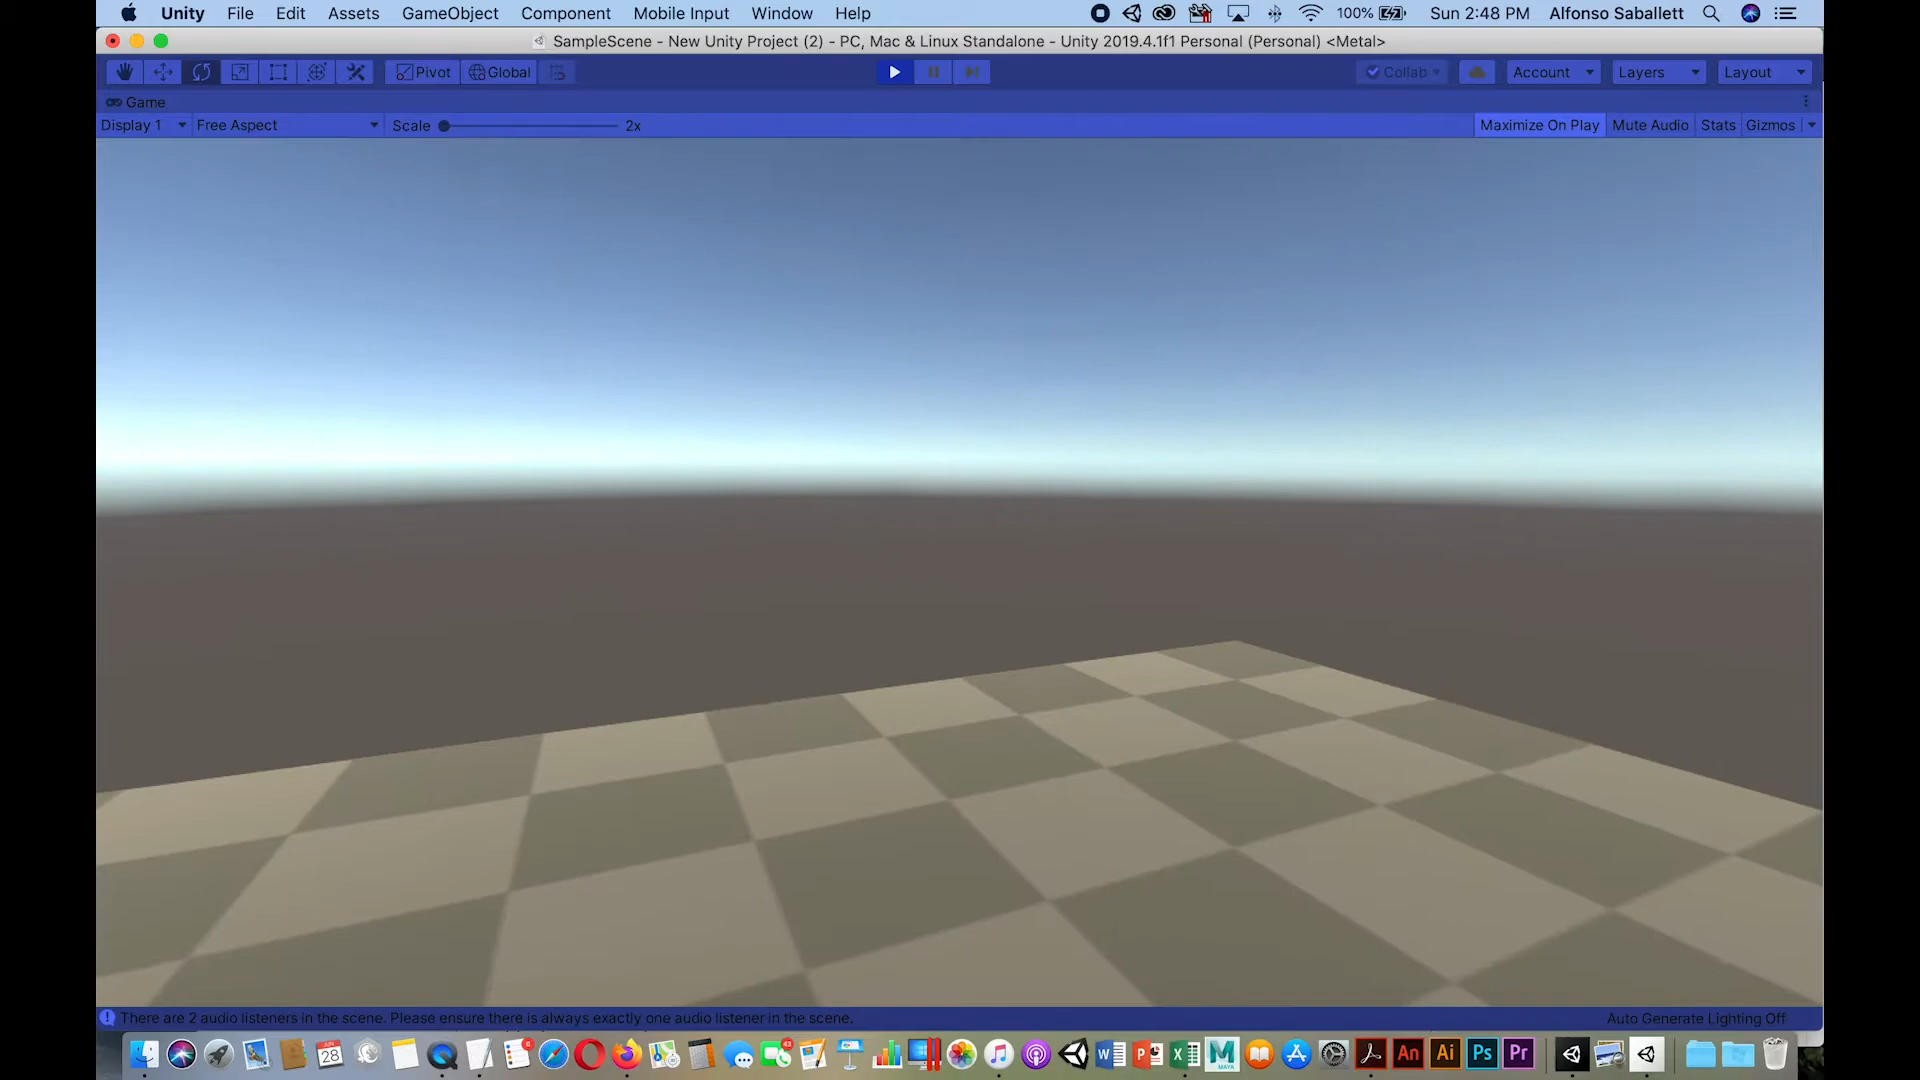 Unity File Edit Assets GameObject Component Mobile Input Window Help 100% Sun 2:48 PM Alfonso Saballett
SampleScene - New Unity Project (2) - PC, Mac & Linux Standalone - Unity 2019.4.1f1 Personal (Personal) <Metal>
Pivot Global Collab Account Layers Layout
Game
Display 1 Free Aspect Scale 2x Maximize On Play Mute Audio Stats Gizmos
There are 2 audio listeners in the scene. Please ensure there is always exactly one audio listener in the scene. Auto Generate Lighting Off
JUN 28 43 W P X M MAYA An Ai Ps Pr